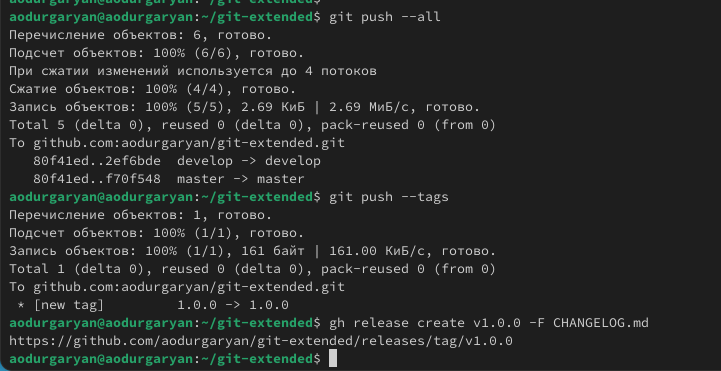 aodurgaryan@aodurgaryan:~/git-extended$ git push --all
Перечисление объектов: 6, готово.
Подсчет объектов: 100% (6/6), готово.
При сжатии изменений используется до 4 потоков
Сжатие объектов: 100% (4/4), готово.
Запись объектов: 100% (5/5), 2.69 КиБ | 2.69 МиБ/с, готово.
Total 5 (delta 0), reused 0 (delta 0), pack-reused 0 (from 0)
To github.com:aodurgaryan/git-extended.git
   80f41ed..2ef6bde  develop -> develop
   80f41ed..f70f548  master -> master
aodurgaryan@aodurgaryan:~/git-extended$ git push --tags
Перечисление объектов: 1, готово.
Подсчет объектов: 100% (1/1), готово.
Запись объектов: 100% (1/1), 161 байт | 161.00 КиБ/с, готово.
Total 1 (delta 0), reused 0 (delta 0), pack-reused 0 (from 0)
To github.com:aodurgaryan/git-extended.git
 * [new tag]         1.0.0 -> 1.0.0
aodurgaryan@aodurgaryan:~/git-extended$ gh release create v1.0.0 -F CHANGELOG.md
https://github.com/aodurgaryan/git-extended/releases/tag/v1.0.0
aodurgaryan@aodurgaryan:~/git-extended$